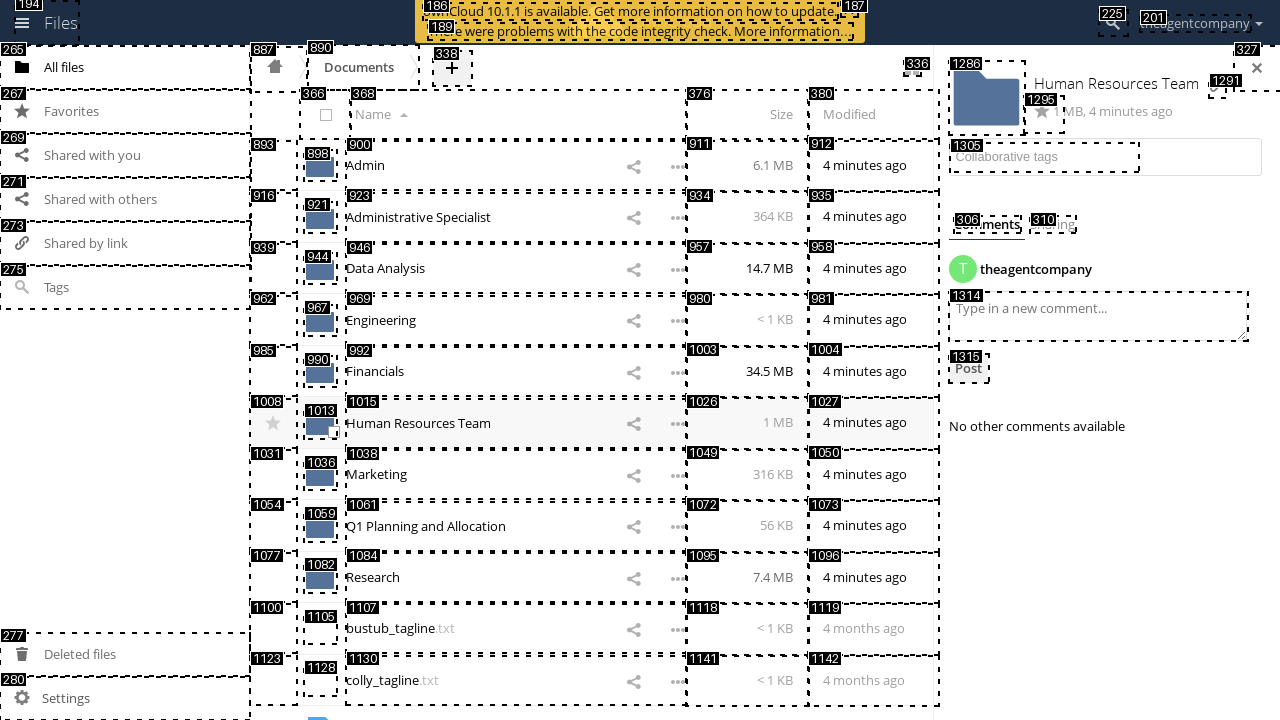 194
Files
186
ownCloud 10.1.1 is available. Get more information on how to update.
187
189
There were problems with the code integrity check. More information…
225
201
theagentcompany
265
All files
267
Favorites
269
Shared with you
271
Shared with others
273
Shared by link
275
Tags
277
Deleted files
280
Settings
887
890
Documents
338
+
336
366
368
Name
376
Size
380
Modified
893
898
900
Admin
911
6.1 MB
912
4 minutes ago
916
921
923
Administrative Specialist
934
364 KB
935
4 minutes ago
939
944
946
Data Analysis
957
14.7 MB
958
4 minutes ago
962
967
969
Engineering
980
< 1 KB
981
4 minutes ago
985
990
992
Financials
1003
34.5 MB
1004
4 minutes ago
1008
1013
1015
Human Resources Team
1026
1 MB
1027
4 minutes ago
1031
1036
1038
Marketing
1049
316 KB
1050
4 minutes ago
1054
1059
1061
Q1 Planning and Allocation
1072
56 KB
1073
4 minutes ago
1077
1082
1084
Research
1095
7.4 MB
1096
4 minutes ago
1100
1105
1107
bustub_tagline.txt
1118
< 1 KB
1119
4 months ago
1123
1128
1130
colly_tagline.txt
1141
< 1 KB
1142
4 months ago
327
1286
Human Resources Team
1291
1295
1 MB, 4 minutes ago
1305
Collaborative tags
306
Comments
310
Sharing
T
theagentcompany
1314
Type in a new comment...
1315
Post
No other comments available